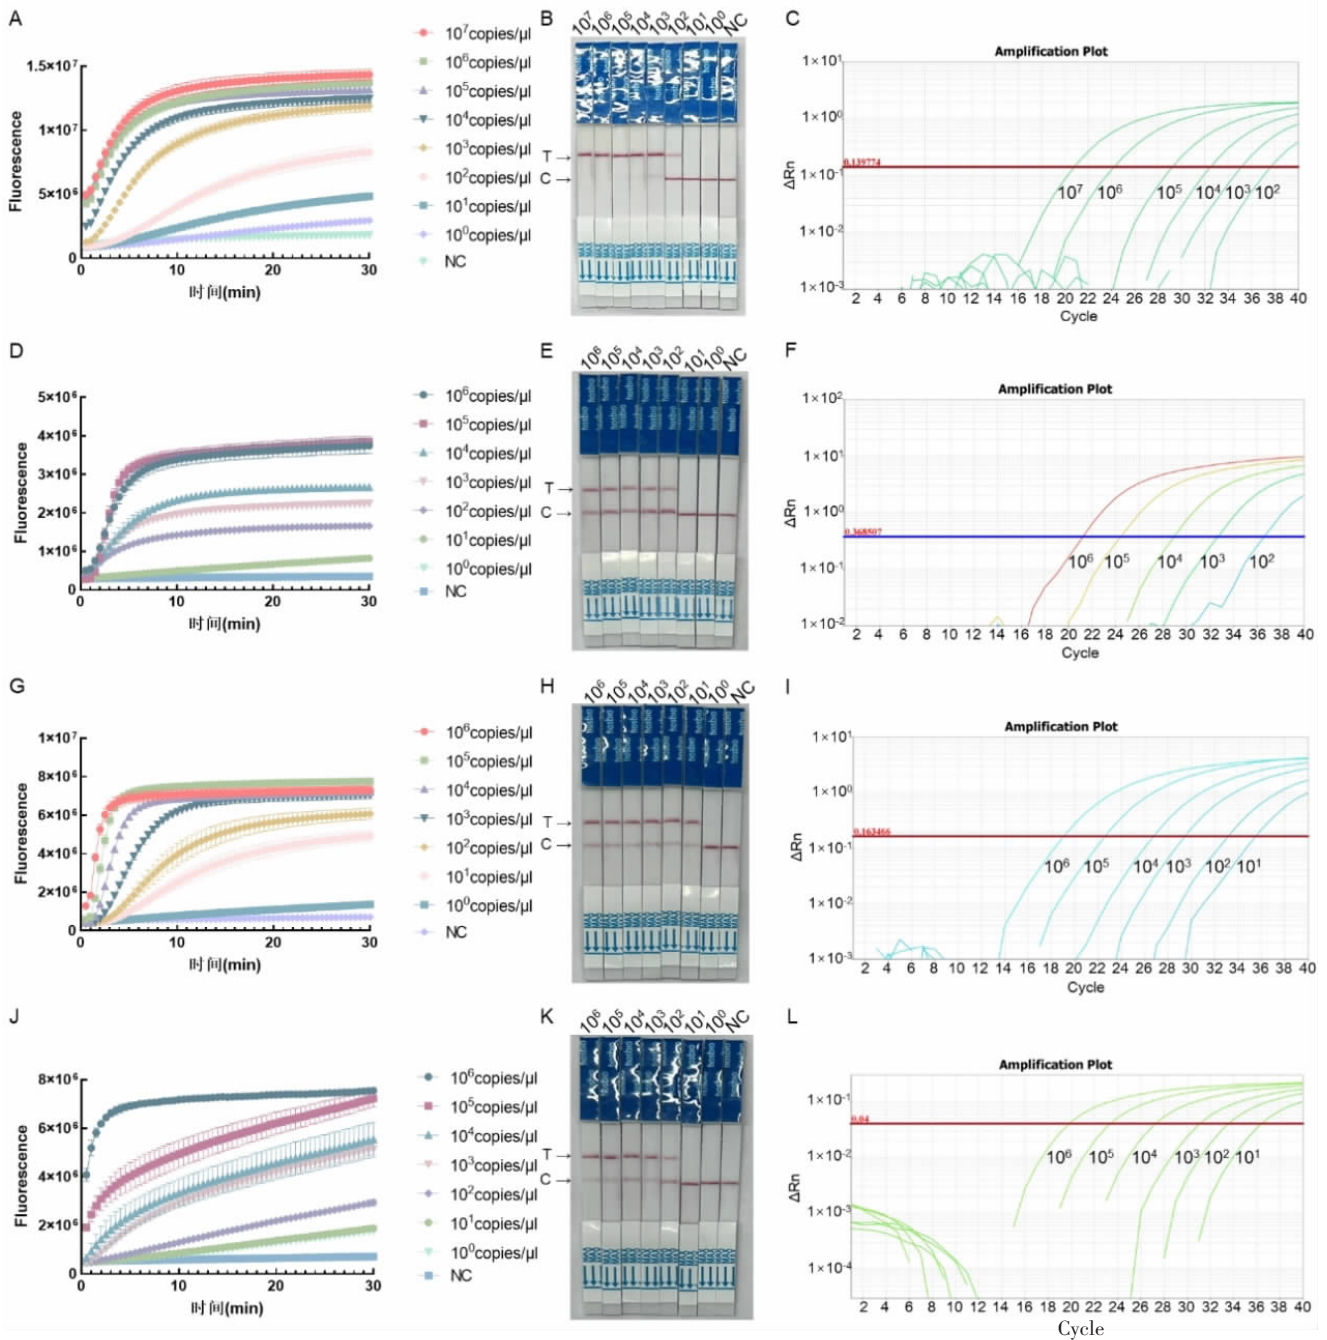 A
Fluorescence
1.5×10⁷
1×10⁷
5×10⁶
0
0 10 20 30
时间(min)
10⁷copies/μl
10⁶copies/μl
10⁵copies/μl
10⁴copies/μl
10³copies/μl
10²copies/μl
10¹copies/μl
10⁰copies/μl
NC
B
10⁷ 10⁶ 10⁵ 10⁴ 10³ 10² 10¹ 10⁰ NC
T →
C →
C
Amplification Plot
ΔRn
1×10¹
1×10⁰
1×10⁻¹
1×10⁻²
1×10⁻³
0.139774
10⁷ 10⁶ 10⁵ 10⁴ 10³ 10²
2 4 6 8 10 12 14 16 18 20 22 24 26 28 30 32 34 36 38 40
Cycle
D
Fluorescence
5×10⁶
4×10⁶
3×10⁶
2×10⁶
1×10⁶
0
0 10 20 30
时间(min)
10⁶copies/μl
10⁵copies/μl
10⁴copies/μl
10³copies/μl
10²copies/μl
10¹copies/μl
10⁰copies/μl
NC
E
10⁶ 10⁵ 10⁴ 10³ 10² 10¹ 10⁰ NC
T →
C →
F
Amplification Plot
ΔRn
1×10²
1×10¹
1×10⁰
1×10⁻¹
1×10⁻²
0.368507
10⁶ 10⁵ 10⁴ 10³ 10²
2 4 6 8 10 12 14 16 18 20 22 24 26 28 30 32 34 36 38 40
Cycle
G
Fluorescence
1×10⁷
8×10⁶
6×10⁶
4×10⁶
2×10⁶
0
0 10 20 30
时间(min)
10⁶copies/μl
10⁵copies/μl
10⁴copies/μl
10³copies/μl
10²copies/μl
10¹copies/μl
10⁰copies/μl
NC
H
10⁶ 10⁵ 10⁴ 10³ 10² 10¹ 10⁰ NC
T →
C →
I
Amplification Plot
ΔRn
1×10¹
1×10⁰
1×10⁻¹
1×10⁻²
1×10⁻³
0.163466
10⁶ 10⁵ 10⁴ 10³ 10² 10¹
2 4 6 8 10 12 14 16 18 20 22 24 26 28 30 32 34 36 38 40
Cycle
J
Fluorescence
8×10⁶
6×10⁶
4×10⁶
2×10⁶
0
0 10 20 30
时间(min)
10⁶copies/μl
10⁵copies/μl
10⁴copies/μl
10³copies/μl
10²copies/μl
10¹copies/μl
10⁰copies/μl
NC
K
10⁶ 10⁵ 10⁴ 10³ 10² 10¹ 10⁰ NC
T →
C →
L
Amplification Plot
ΔRn
1×10⁻¹
1×10⁻²
1×10⁻³
1×10⁻⁴
0.04
10⁶ 10⁵ 10⁴ 10³ 10² 10¹
2 4 6 8 10 12 14 16 18 20 22 24 26 28 30 32 34 36 38 40
Cycle